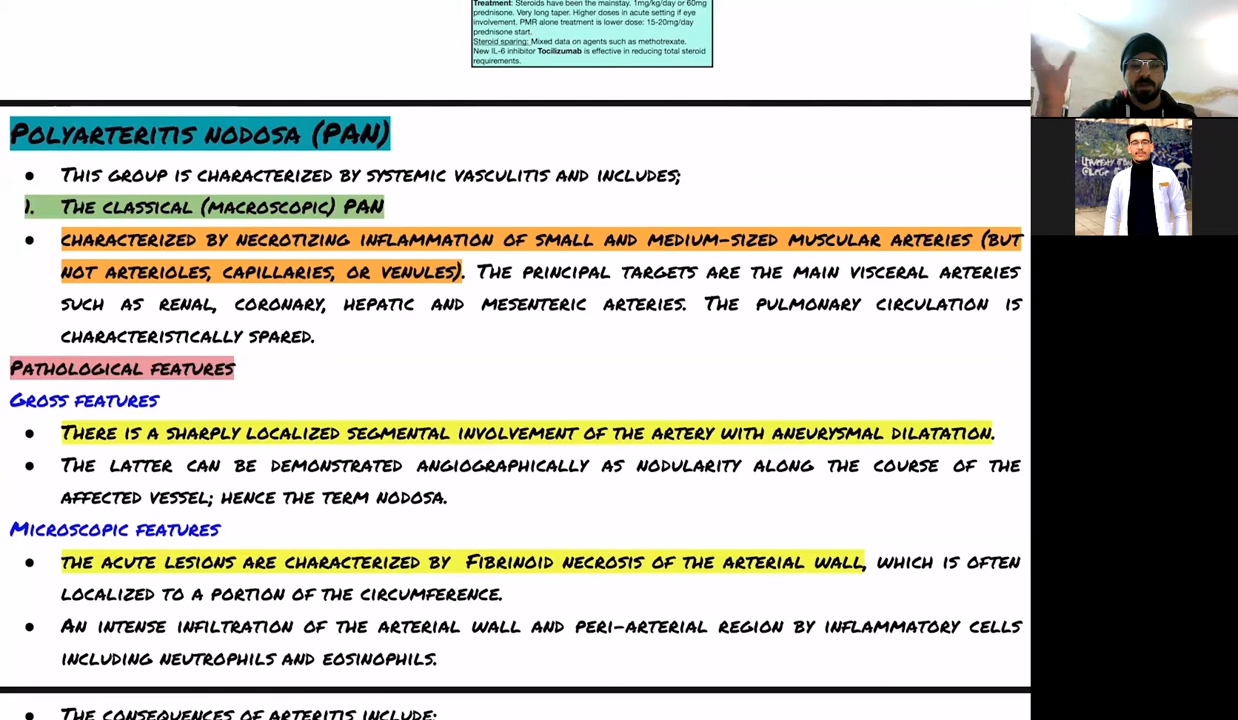 Treatment: Steroids have been the mainstay. 1mg/kg/day or 60mg
prednisone. Very long taper. Higher doses in acute setting if eye
involvement. PMR alone treatment is lower dose: 15-20mg/day
prednisone start.
Steroid sparing: Mixed data on agents such as methotrexate.
New IL-6 inhibitor Tocilizumab is effective in reducing total steroid
requirements.
POLYARTERITIS NODOSA (PAN)
● THIS GROUP IS CHARACTERIZED BY SYSTEMIC VASCULITIS AND INCLUDES;
1. THE CLASSICAL (MACROSCOPIC) PAN
● CHARACTERIZED BY NECROTIZING INFLAMMATION OF SMALL AND MEDIUM-SIZED MUSCULAR ARTERIES (BUT
NOT ARTERIOLES, CAPILLARIES, OR VENULES). THE PRINCIPAL TARGETS ARE THE MAIN VISCERAL ARTERIES
SUCH AS RENAL, CORONARY, HEPATIC AND MESENTERIC ARTERIES. THE PULMONARY CIRCULATION IS
CHARACTERISTICALLY SPARED.
PATHOLOGICAL FEATURES
GROSS FEATURES
● THERE IS A SHARPLY LOCALIZED SEGMENTAL INVOLVEMENT OF THE ARTERY WITH ANEURYSMAL DILATATION.
● THE LATTER CAN BE DEMONSTRATED ANGIOGRAPHICALLY AS NODULARITY ALONG THE COURSE OF THE
AFFECTED VESSEL; HENCE THE TERM NODOSA.
MICROSCOPIC FEATURES
● THE ACUTE LESIONS ARE CHARACTERIZED BY FIBRINOID NECROSIS OF THE ARTERIAL WALL, WHICH IS OFTEN
LOCALIZED TO A PORTION OF THE CIRCUMFERENCE.
● AN INTENSE INFILTRATION OF THE ARTERIAL WALL AND PERI-ARTERIAL REGION BY INFLAMMATORY CELLS
INCLUDING NEUTROPHILS AND EOSINOPHILS.
● THE CONSEQUENCES OF ARTERITIS INCLUDE: